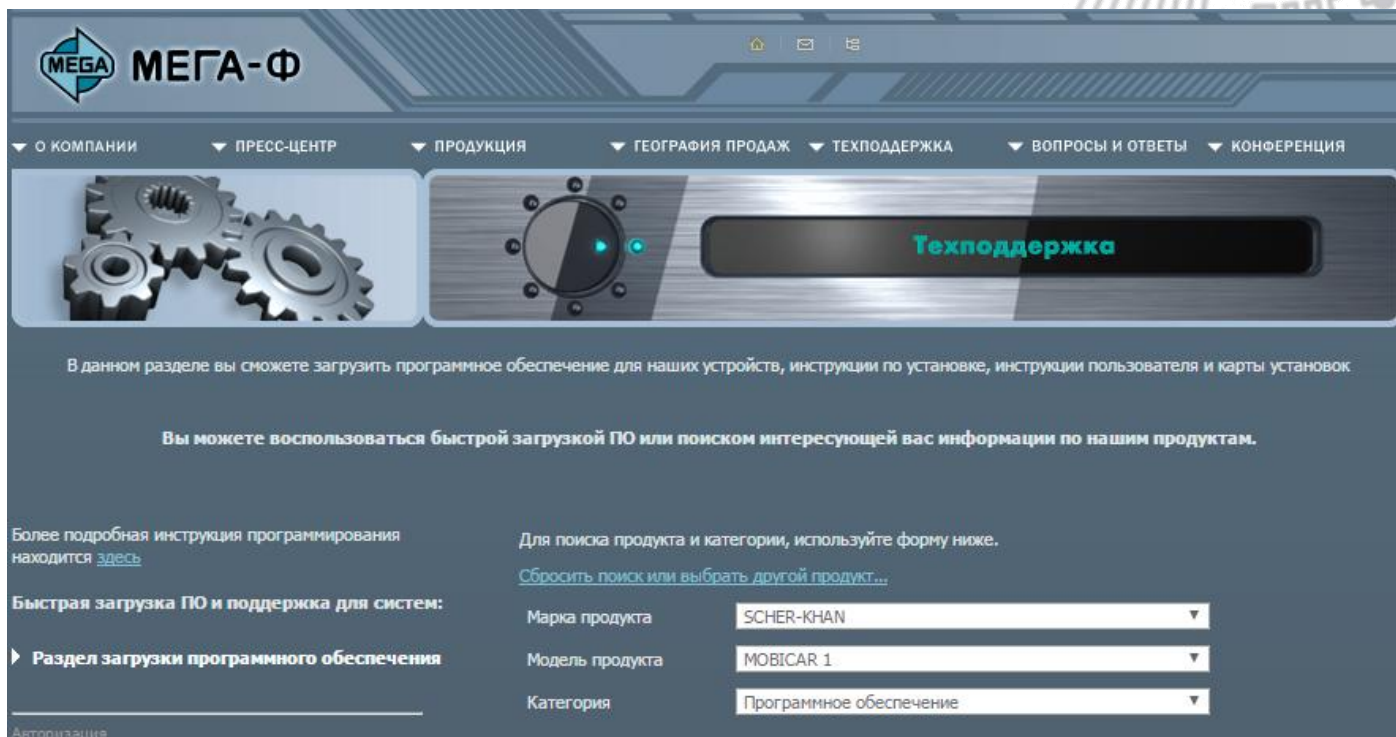 MEGA МЕГА-Ф
О КОМПАНИИ ПРЕСС-ЦЕНТР ПРОДУКЦИЯ ГЕОГРАФИЯ ПРОДАЖ ТЕХПОДДЕРЖКА ВОПРОСЫ И ОТВЕТЫ КОНФЕРЕНЦИЯ
Техподдержка
В данном разделе вы сможете загрузить программное обеспечение для наших устройств, инструкции по установке, инструкции пользователя и карты установок
Вы можете воспользоваться быстрой загрузкой ПО или поиском интересующей вас информации по нашим продуктам.
Более подробная инструкция программирования
находится здесь
Быстрая загрузка ПО и поддержка для систем:
Раздел загрузки программного обеспечения
Авторизация
Для поиска продукта и категории, используйте форму ниже.
Сбросить поиск или выбрать другой продукт...
Марка продукта SCHER-KHAN
Модель продукта MOBICAR 1
Категория Программное обеспечение